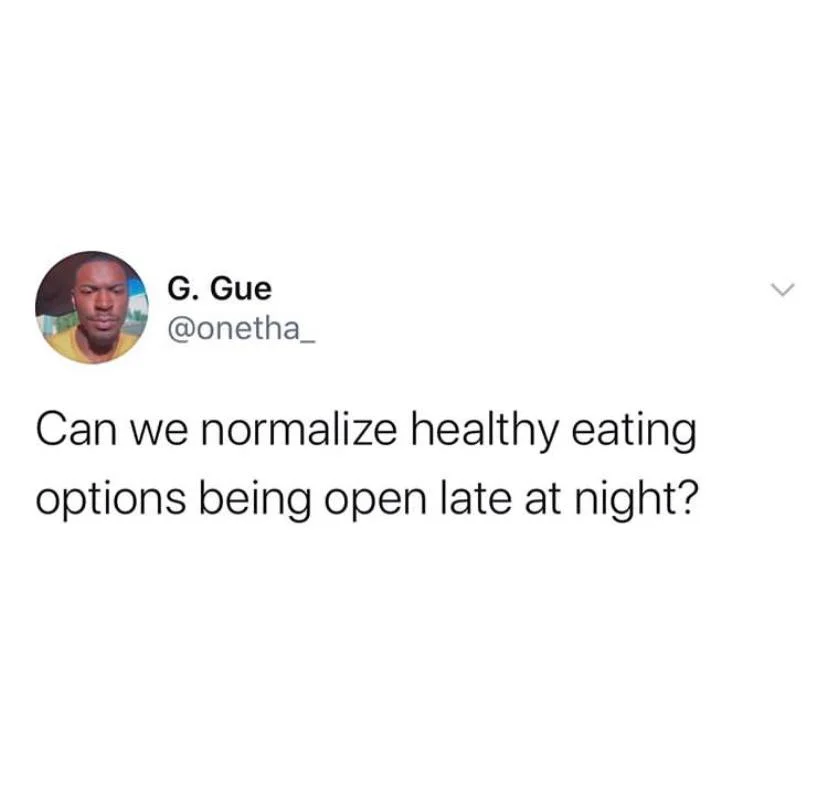 G. Gue
@onetha_
Can we normalize healthy eating
options being open late at night?